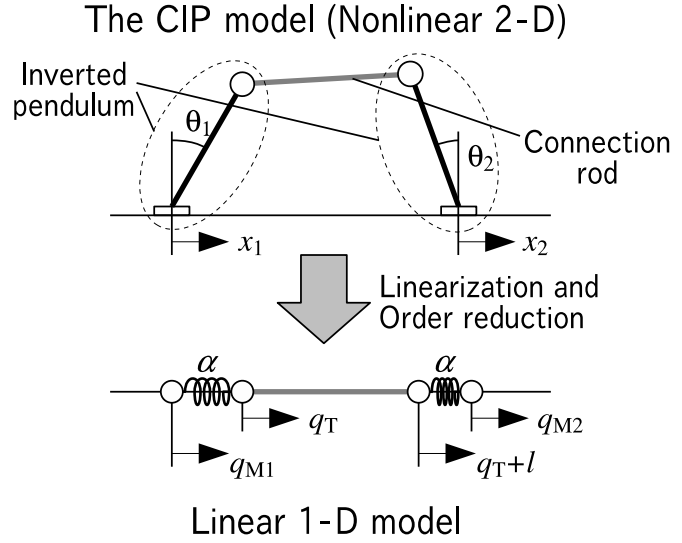 The CIP model (Nonlinear 2-D)
Inverted
pendulum
θ1
θ2
Connection
rod
x1
x2
Linearization and
Order reduction
α
α
qT
qM2
qM1
qT+l
Linear 1-D model